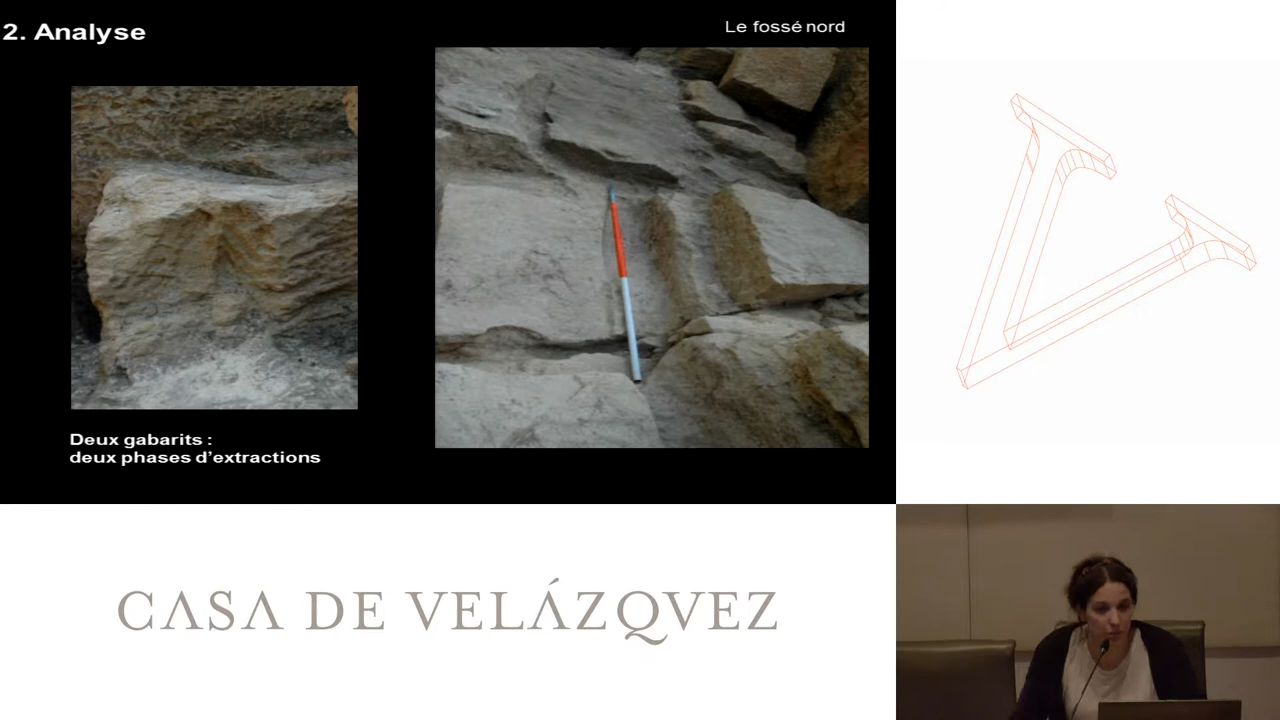 2. Analyse
Le fossé nord
Deux gabarits :
deux phases d'extractions
CASA DE VELÁZQVEZ